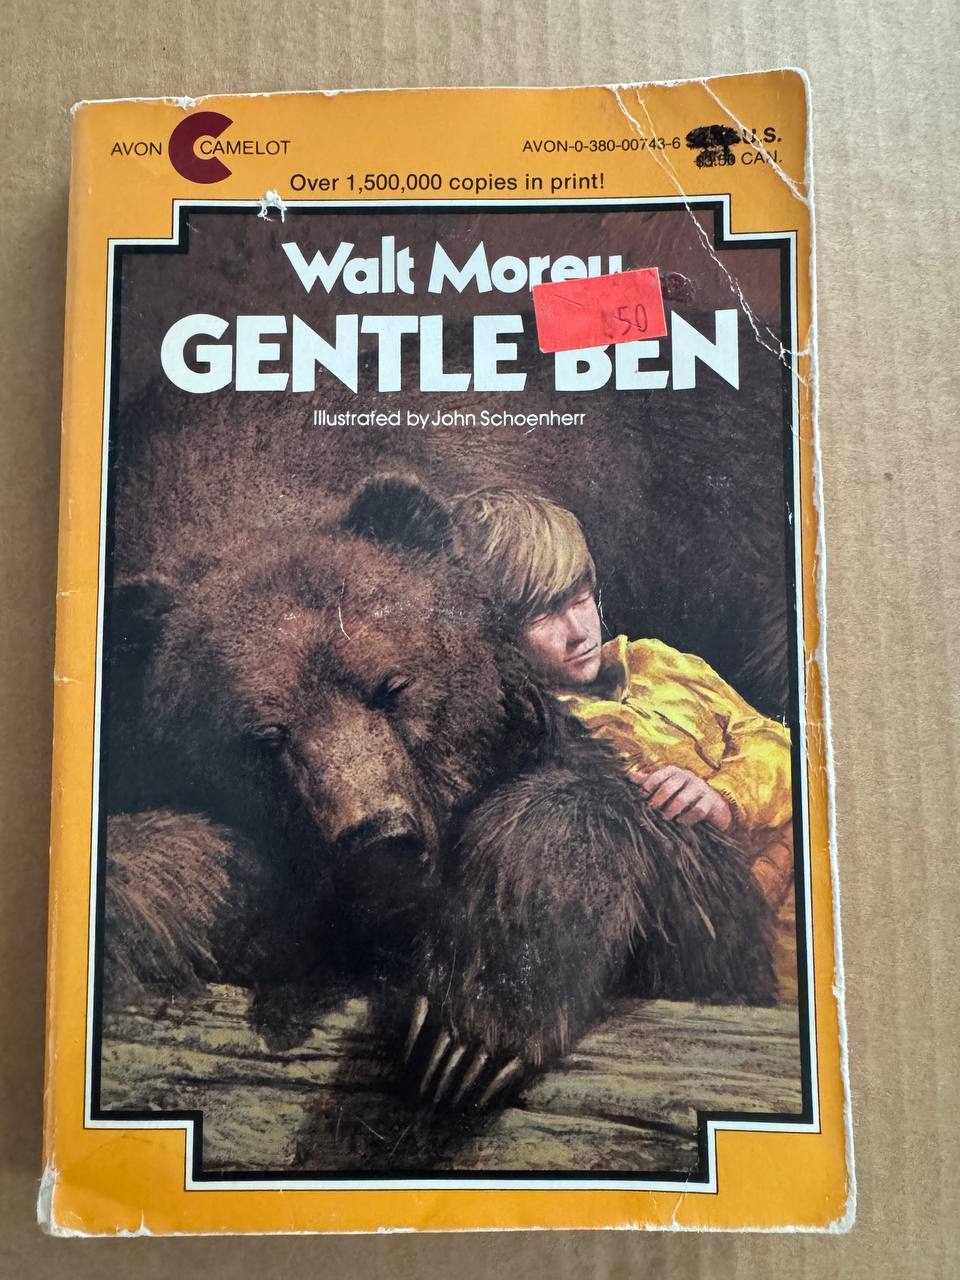 AVON CAMELOT
AVON-0-380-00743-6
U.S.
CAN.
Over 1,500,000 copies in print!
Walt Morey
.50
GENTLE BEN
Illustrated by John Schoenherr